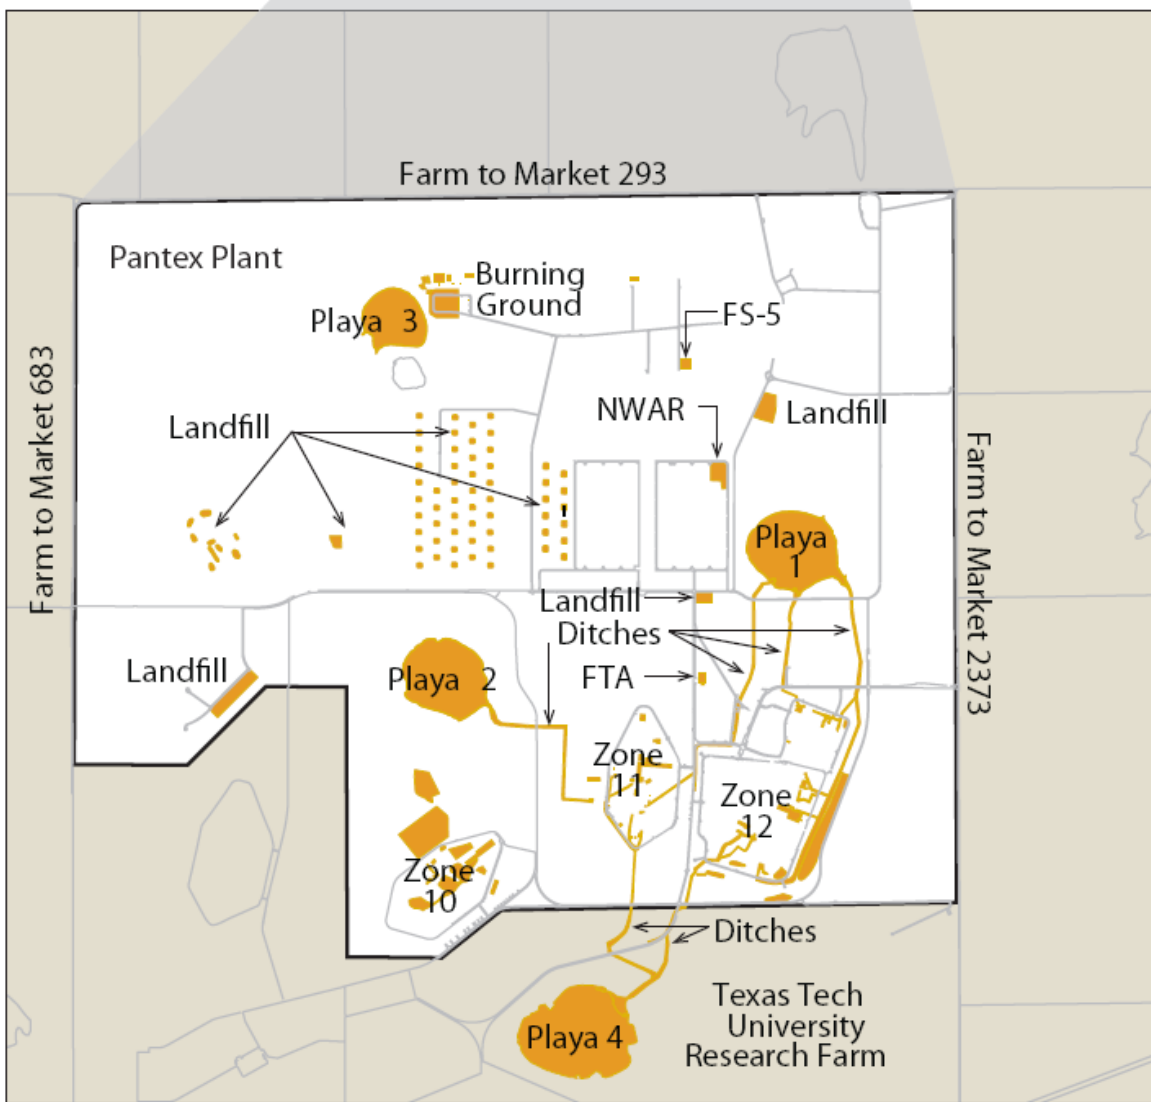 Farm to Market 293
Pantex Plant
Burning
Ground
Playa 3
FS-5
Farm to Market 683
Landfill
NWAR
Landfill
Farm to Market 2373
Playa
1
Landfill
Ditches
Landfill
Playa 2
FTA
Zone
11
Zone
12
Zone
10
Ditches
Texas Tech
University
Research Farm
Playa 4